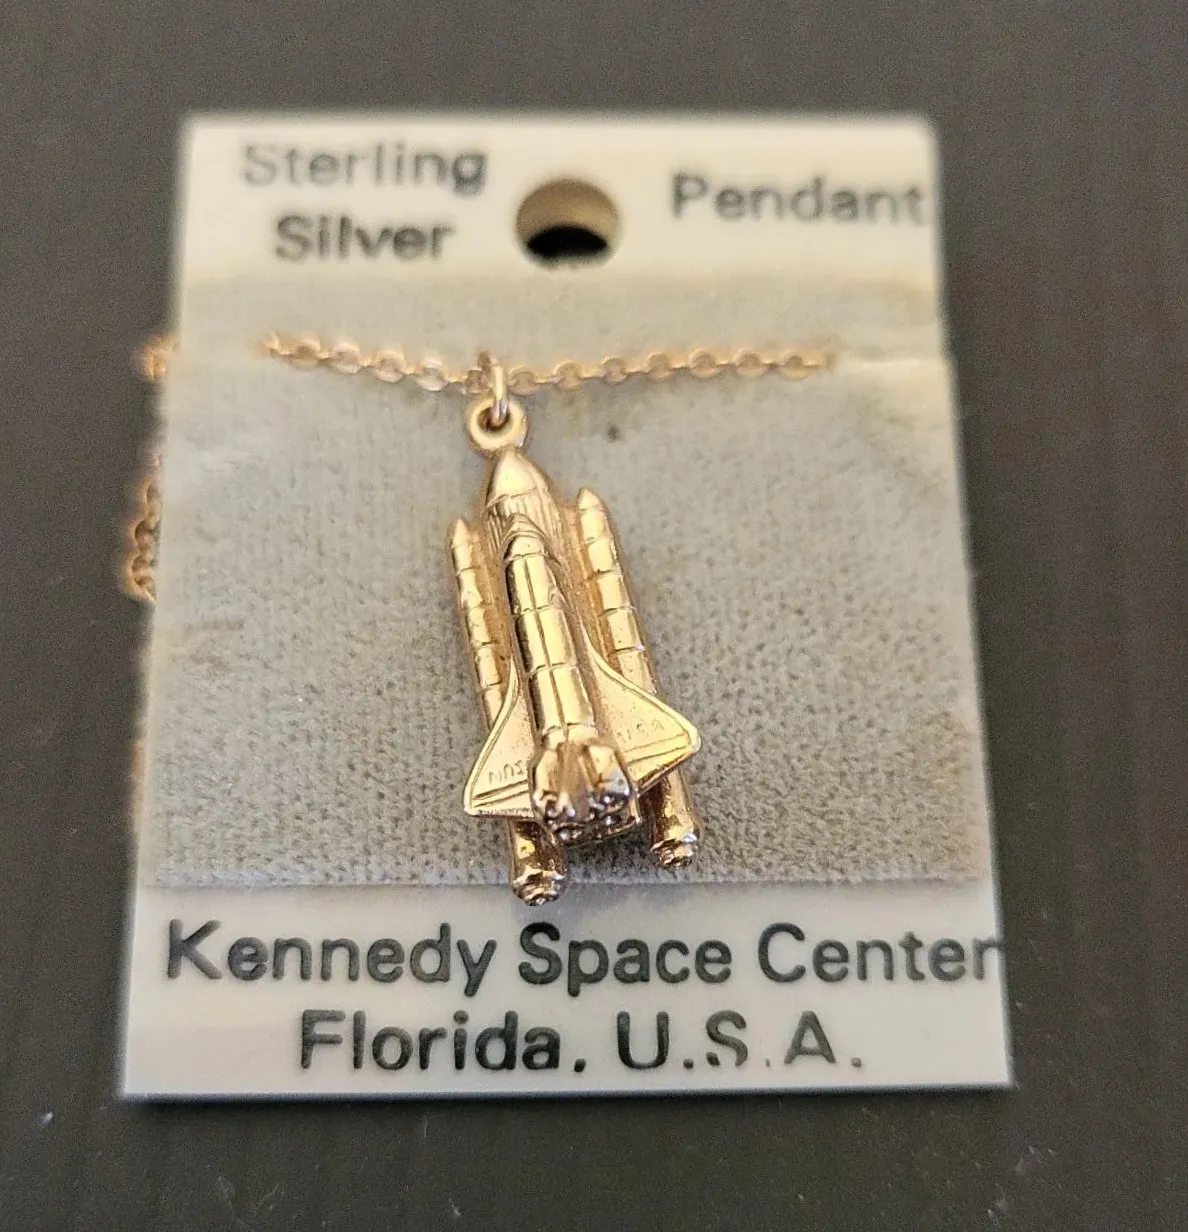 Sterling
Silver
Pendant
Kennedy Space Center
Florida, U.S.A.